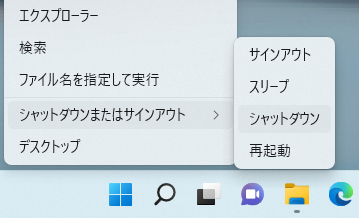 エクスプローラー
検索
ファイル名を指定して実行
シャットダウンまたはサインアウト
デスクトップ
サインアウト
スリープ
シャットダウン
再起動